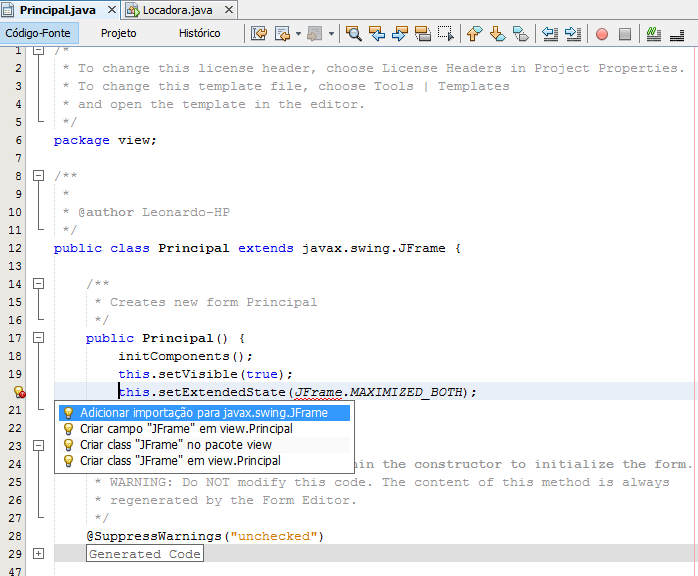 Principal.java
Locadora.java
Código-Fonte Projeto Histórico
1 /*
2 * To change this license header, choose License Headers in Project Properties.
3 * To change this template file, choose Tools | Templates
4 * and open the template in the editor.
5 */
6 package view;
7
8 /**
9 *
10 * @author Leonardo-HP
11 */
12 public class Principal extends javax.swing.JFrame {
13
14 /**
15 * Creates new form Principal
16 */
17 public Principal() {
18 initComponents();
19 this.setVisible(true);
this.setExtendedState(JFrame.MAXIMIZED_BOTH);
21 Adicionar importação para javax.swing.JFrame
22 Criar campo "JFrame" em view.Principal
23 Criar class "JFrame" no pacote view
Criar class "JFrame" em view.Principal
24 the constructor to initialize the form.
25 * WARNING: Do NOT modify this code. The content of this method is always
26 * regenerated by the Form Editor.
27 */
28 @SuppressWarnings("unchecked")
29 Generated Code
47